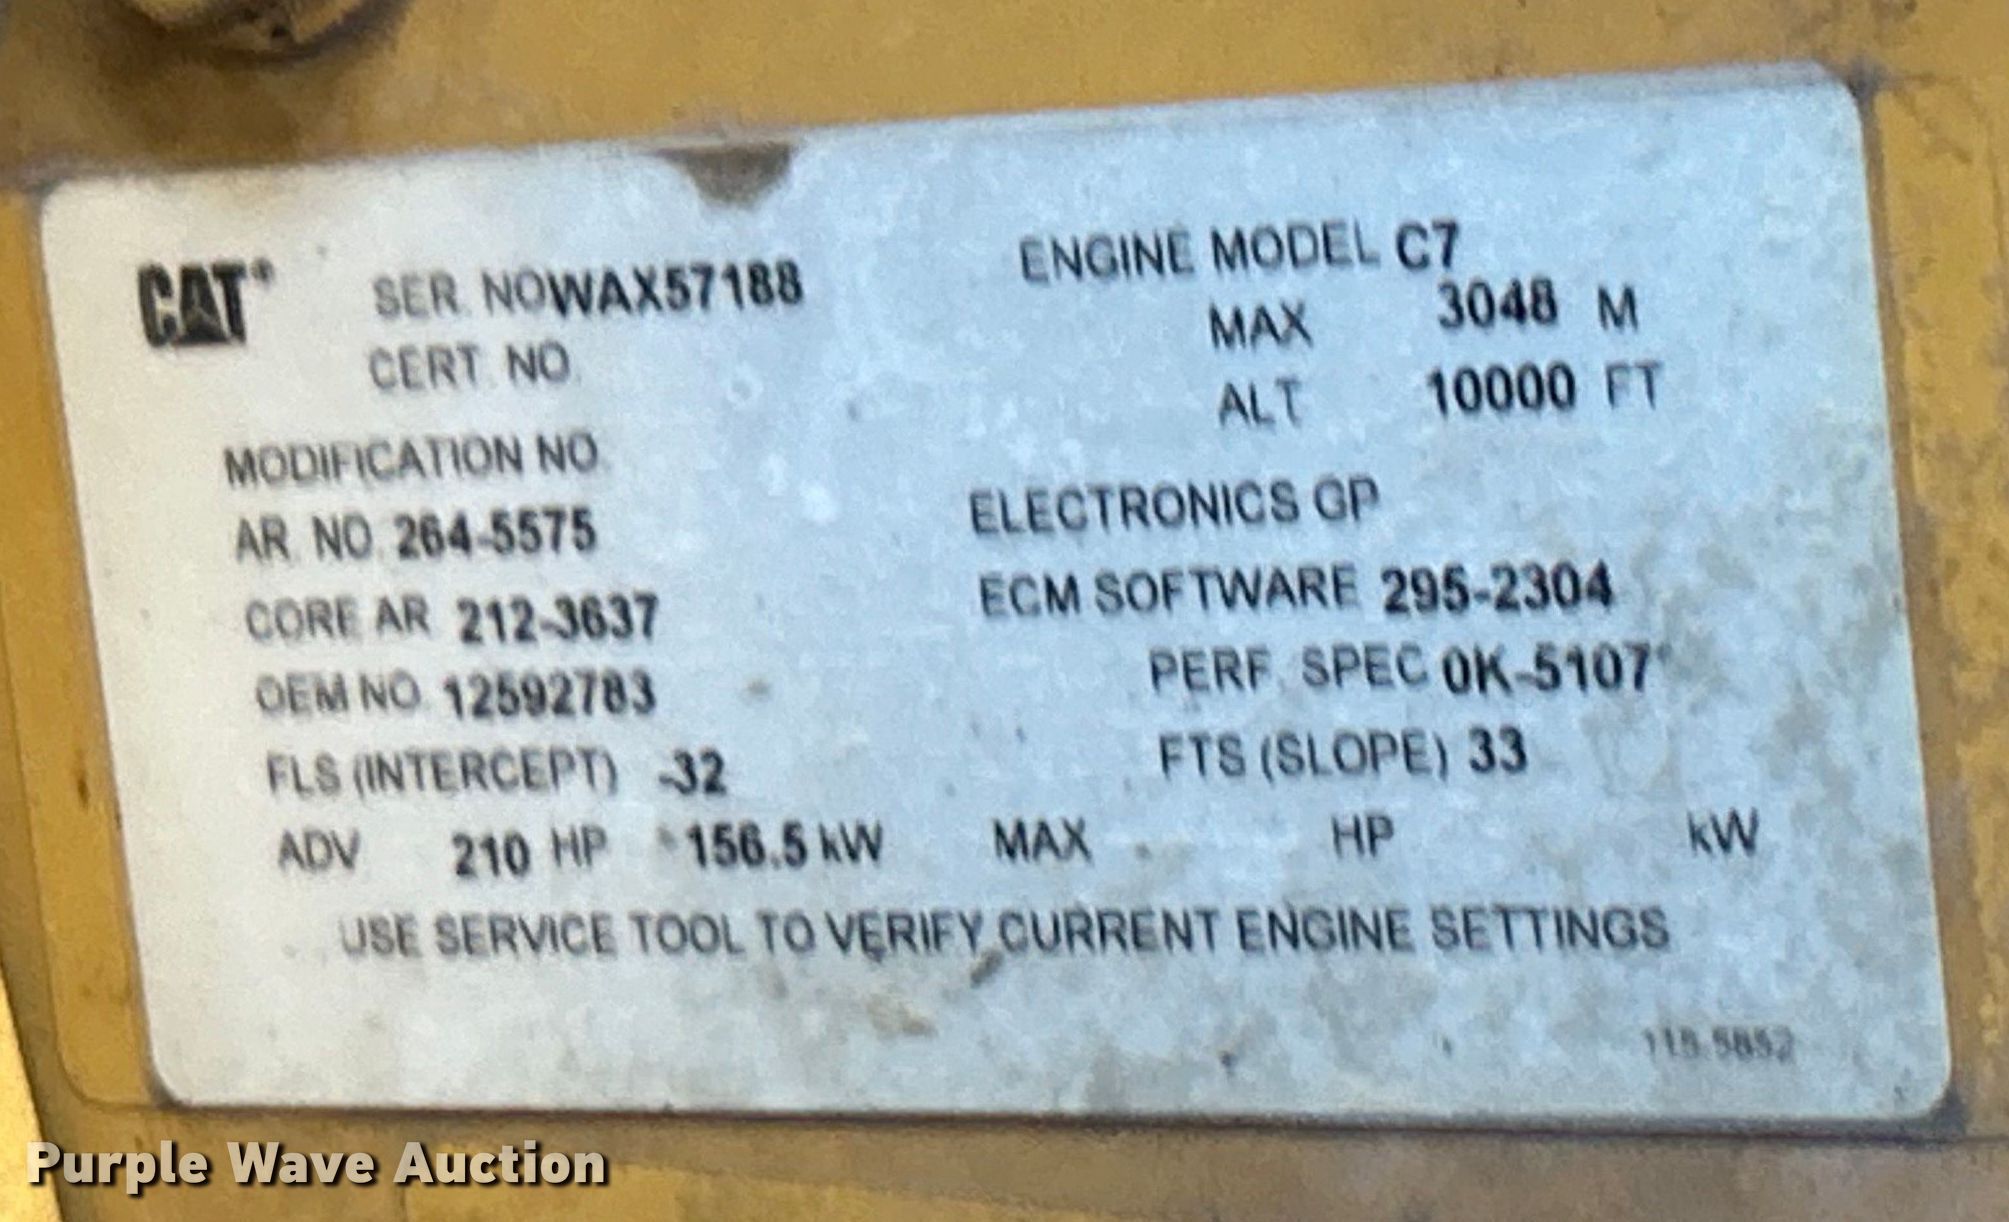 CAT® SER. NO WAX57188 ENGINE MODEL C7
CERT. NO. MAX 3048 M
ALT 10000 FT
MODIFICATION NO.
AR. NO. 264-5575 ELECTRONICS GP
CORE AR 212-3637 ECM SOFTWARE 295-2304
OEM NO. 12592783 PERF. SPEC 0K-5107
FLS (INTERCEPT) -32 FTS (SLOPE) 33
ADV 210 HP 156.5 kW MAX HP kW
USE SERVICE TOOL TO VERIFY CURRENT ENGINE SETTINGS
Purple Wave Auction